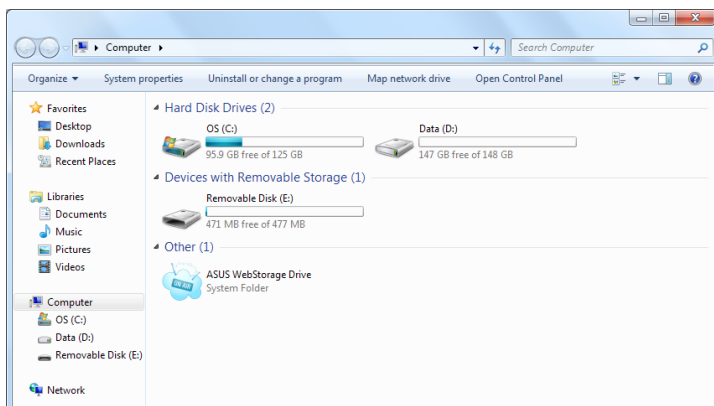 Computer
Search Computer
Organize
System properties
Uninstall or change a program
Map network drive
Open Control Panel
Favorites
Desktop
Downloads
Recent Places
Libraries
Documents
Music
Pictures
Videos
Computer
OS (C:)
Data (D:)
Removable Disk (E:)
Network
Hard Disk Drives (2)
OS (C:)
95.9 GB free of 125 GB
Data (D:)
147 GB free of 148 GB
Devices with Removable Storage (1)
Removable Disk (E:)
471 MB free of 477 MB
Other (1)
ON AIR
ASUS WebStorage Drive
System Folder